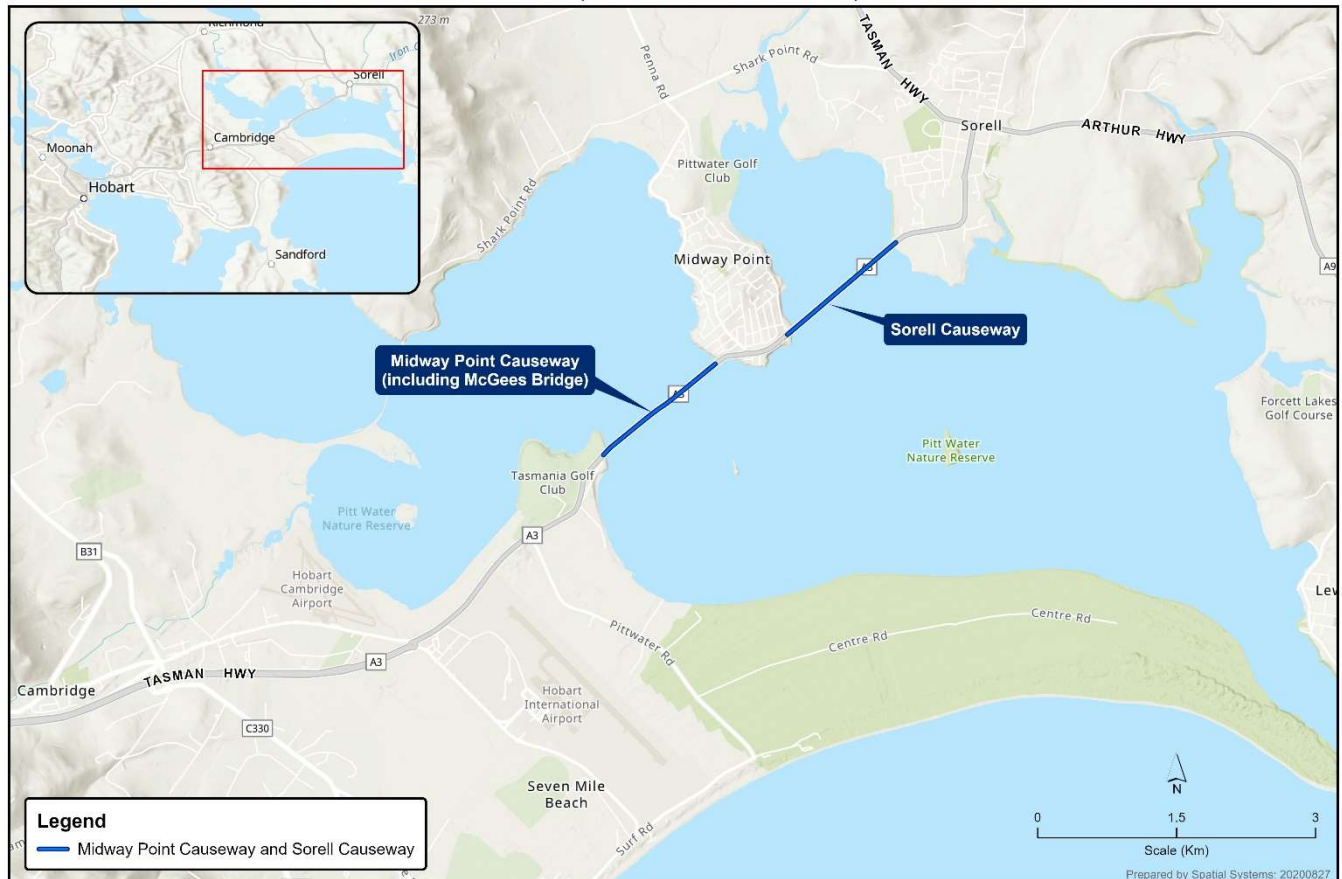 Richmond
273 m
Iron C
Sorell
Cambridge
Moonah
Hobart
Sandford
Penna Rd
Shark Point Rd
TASMAN HWY
Sorell
ARTHUR HWY
Pittwater Golf
Club
Shark Point Rd
Midway Point
A3
A9
Sorell Causeway
Midway Point Causeway
(including McGees Bridge)
A3
Forcett Lakes
Golf Course
Pitt Water
Nature Reserve
Tasmania Golf
Club
Pitt Water
Nature Reserve
A3
B31
Hobart
Cambridge
Airport
Lew
Centre Rd
Centre Rd
Pittwater Rd
A3
TASMAN HWY
Cambridge
Hobart
International
Airport
C330
Seven Mile
Beach
N
Surf Rd
Legend
Midway Point Causeway and Sorell Causeway
0 1.5 3
Scale (Km)
Prepared by Spatial Systems: 20200827